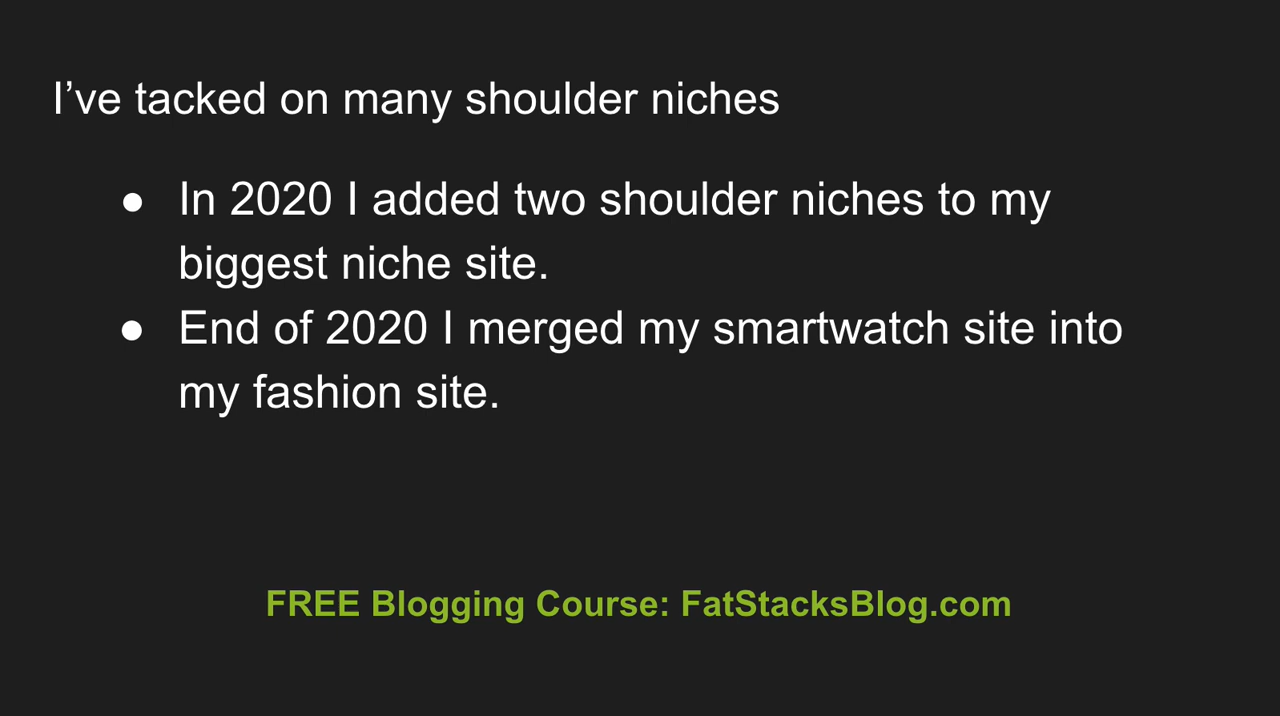 I’ve tacked on many shoulder niches
● In 2020 I added two shoulder niches to my
biggest niche site.
● End of 2020 I merged my smartwatch site into
my fashion site.
FREE Blogging Course: FatStacksBlog.com